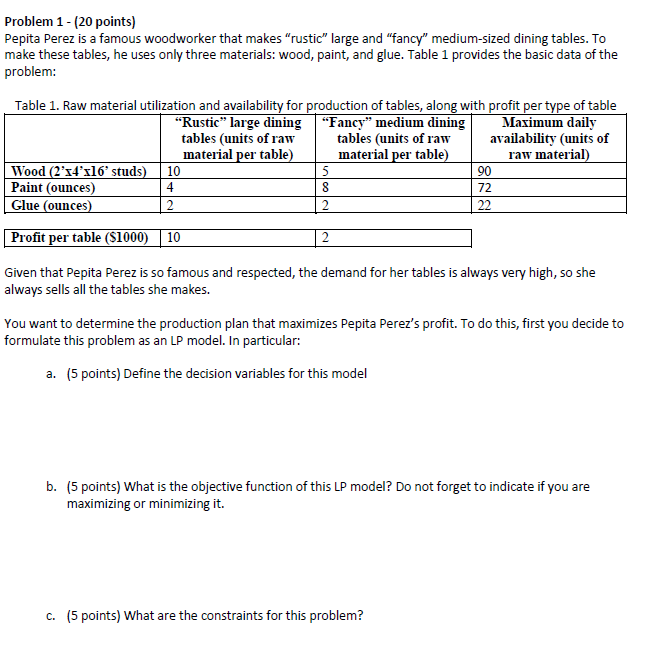 Problem 1 - (20 points)
Pepita Perez is a famous woodworker that makes “rustic” large and “fancy” medium-sized dining tables. To
make these tables, he uses only three materials: wood, paint, and glue. Table 1 provides the basic data of the
problem:
Table 1. Raw material utilization and availability for production of tables, along with profit per type of table
“Rustic” large dining tables (units of raw material per table) “Fancy” medium dining tables (units of raw material per table) Maximum daily availability (units of raw material)
Wood (2’x4’x16’ studs) 10 5 90
Paint (ounces) 4 8 72
Glue (ounces) 2 2 22
Profit per table ($1000) 10 2
Given that Pepita Perez is so famous and respected, the demand for her tables is always very high, so she
always sells all the tables she makes.
You want to determine the production plan that maximizes Pepita Perez’s profit. To do this, first you decide to
formulate this problem as an LP model. In particular:
a. (5 points) Define the decision variables for this model
b. (5 points) What is the objective function of this LP model? Do not forget to indicate if you are
maximizing or minimizing it.
c. (5 points) What are the constraints for this problem?